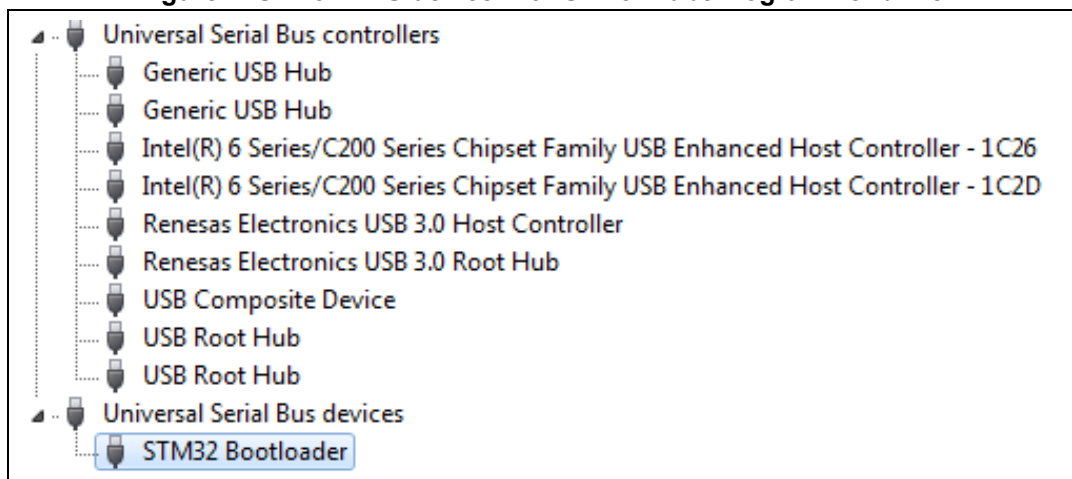 Universal Serial Bus controllers
Generic USB Hub
Generic USB Hub
Intel(R) 6 Series/C200 Series Chipset Family USB Enhanced Host Controller - 1C26
Intel(R) 6 Series/C200 Series Chipset Family USB Enhanced Host Controller - 1C2D
Renesas Electronics USB 3.0 Host Controller
Renesas Electronics USB 3.0 Root Hub
USB Composite Device
USB Root Hub
USB Root Hub
Universal Serial Bus devices
STM32 Bootloader